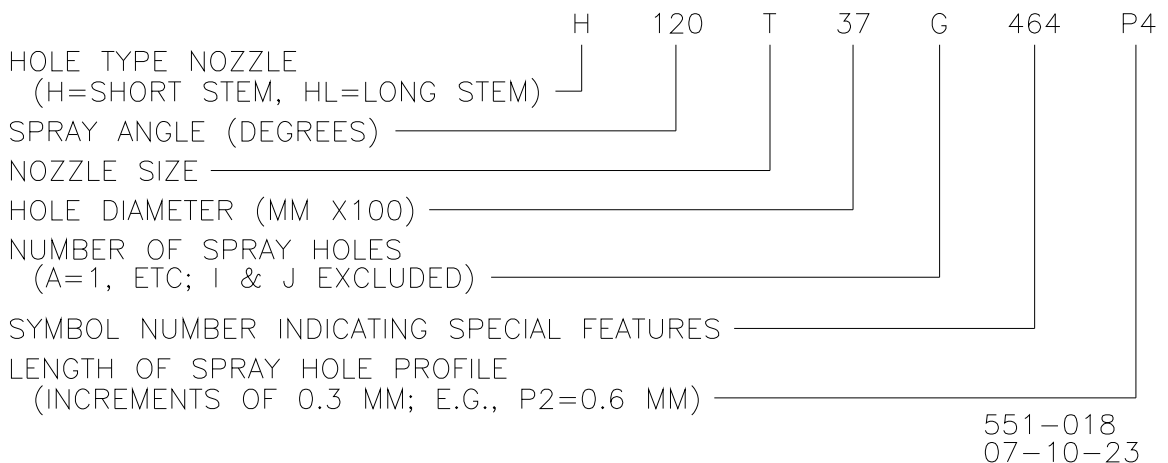 H 120 T 37 G 464 P4
HOLE TYPE NOZZLE
(H=SHORT STEM, HL=LONG STEM)
SPRAY ANGLE (DEGREES)
NOZZLE SIZE
HOLE DIAMETER (MM X100)
NUMBER OF SPRAY HOLES
(A=1, ETC; I & J EXCLUDED)
SYMBOL NUMBER INDICATING SPECIAL FEATURES
LENGTH OF SPRAY HOLE PROFILE
(INCREMENTS OF 0.3 MM; E.G., P2=0.6 MM)
551-018
07-10-23